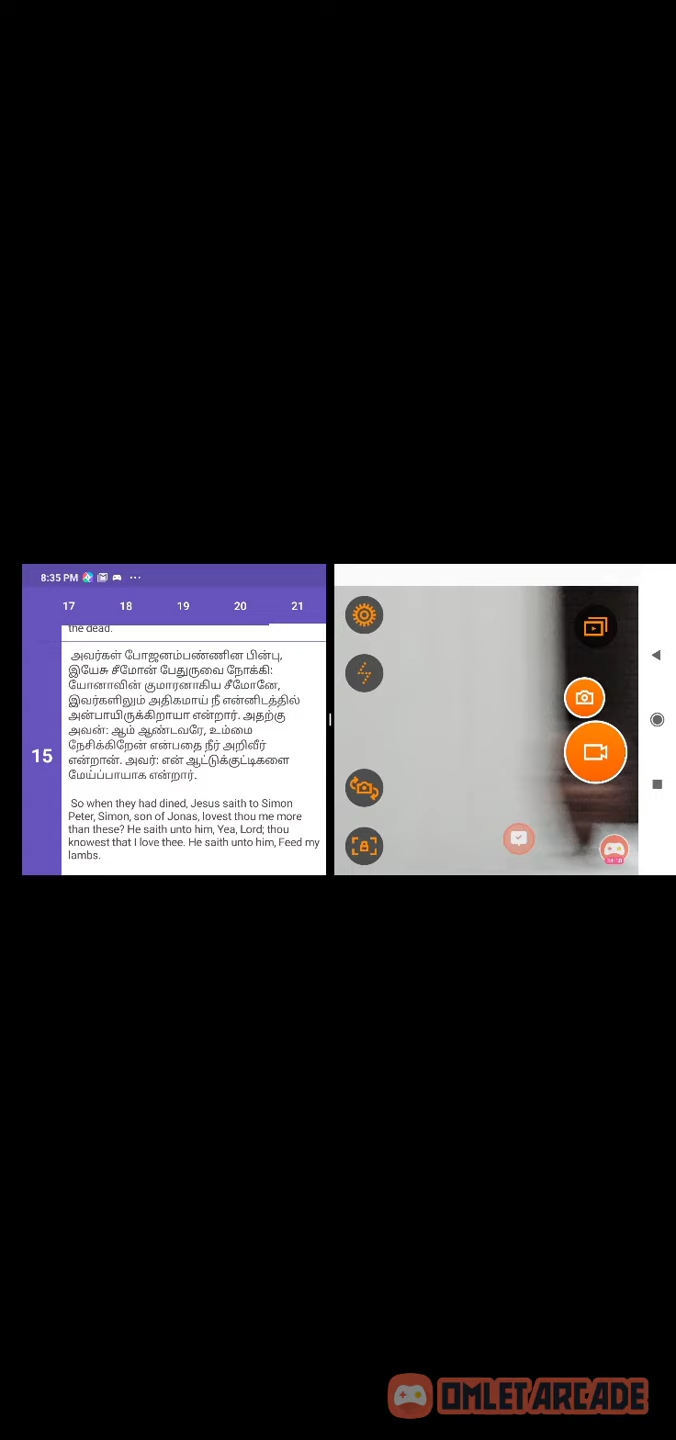 8:35 PM
17 18 19 20 21
the dead.
அவர்கள் போஜனம்பண்ணின பின்பு,
இயேசு சீமோன் பேதுருவை நோக்கி:
யோனாவின் குமாரனாகிய சீமோனே,
இவர்களிலும் அதிகமாய் நீ என்னிடத்தில்
அன்பாயிருக்கிறாயா என்றார். அதற்கு
அவன்: ஆம் ஆண்டவரே, உம்மை
நேசிக்கிறேன் என்பதை நீர் அறிவீர்
என்றான். அவர்: என் ஆட்டுக்குட்டிகளை
மேய்ப்பாயாக என்றார்.
15
So when they had dined, Jesus saith to Simon
Peter, Simon, son of Jonas, lovest thou me more
than these? He saith unto him, Yea, Lord; thou
knowest that I love thee. He saith unto him, Feed my
lambs.
OMLET ARCADE